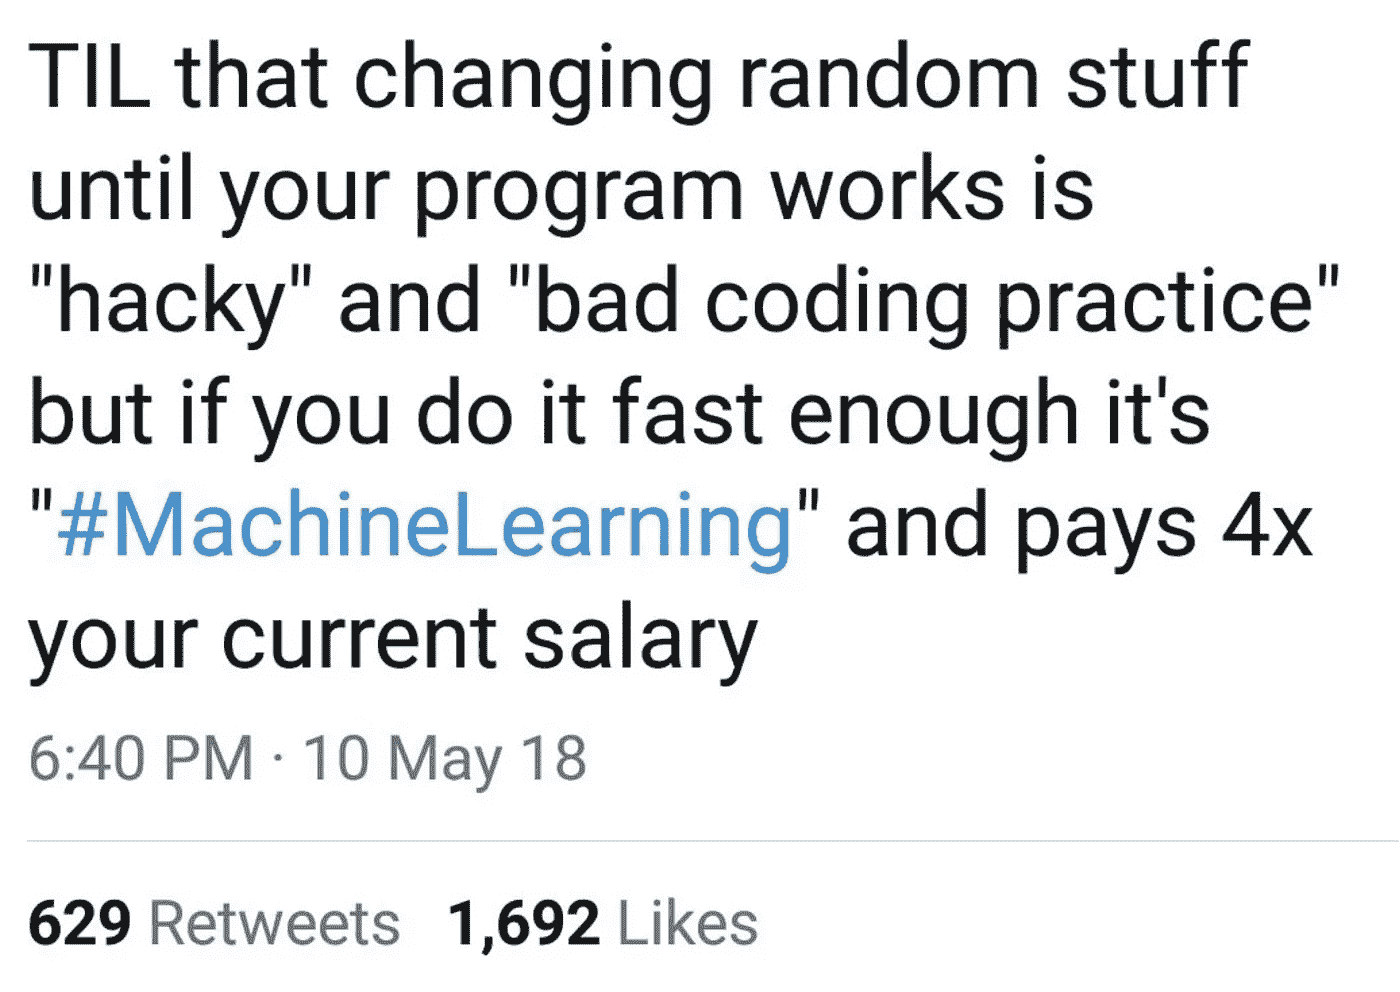 TIL that changing random stuff
until your program works is
"hacky" and "bad coding practice"
but if you do it fast enough it's
"#MachineLearning" and pays 4x
your current salary
6:40 PM · 10 May 18
629 Retweets 1,692 Likes